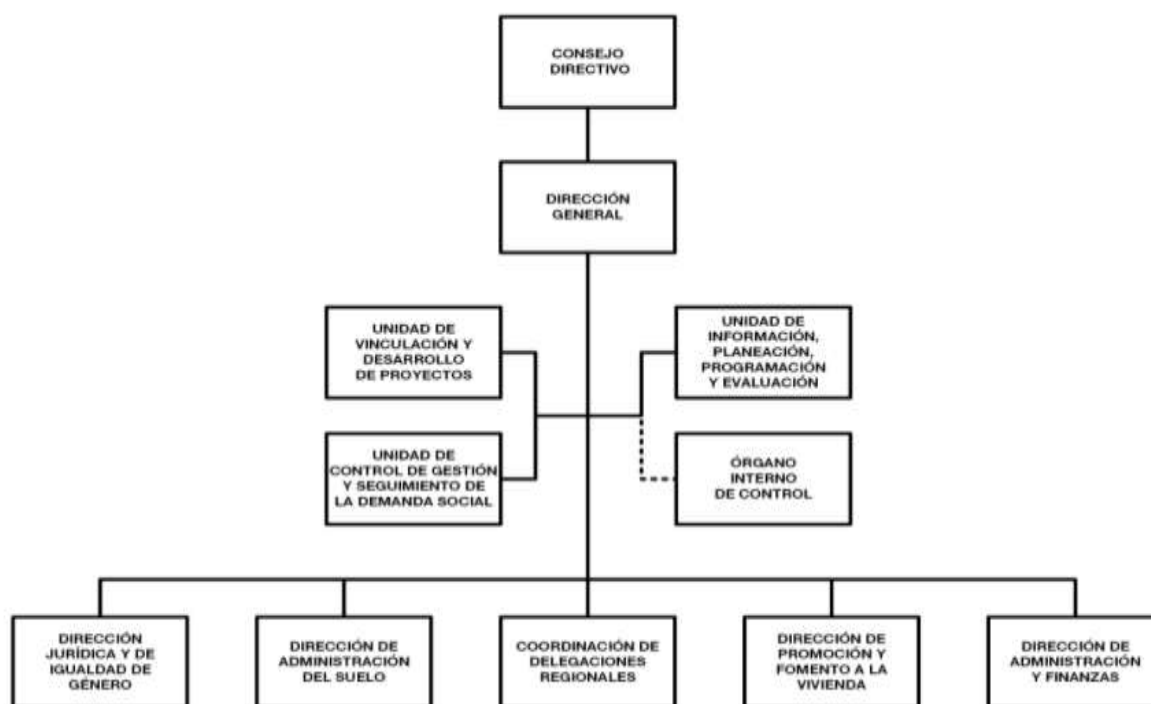 CONSEJO
DIRECTIVO
DIRECCIÓN
GENERAL
UNIDAD DE
VINCULACIÓN Y
DESARROLLO
DE PROYECTOS
UNIDAD DE
INFORMACIÓN,
PLANEACIÓN,
PROGRAMACIÓN
Y EVALUACIÓN
UNIDAD DE
CONTROL DE GESTIÓN
Y SEGUIMIENTO DE
LA DEMANDA SOCIAL
ÓRGANO
INTERNO
DE CONTROL
DIRECCIÓN
JURÍDICA Y DE
IGUALDAD DE
GÉNERO
DIRECCIÓN DE
ADMINISTRACIÓN
DEL SUELO
COORDINACIÓN DE
DELEGACIONES
REGIONALES
DIRECCIÓN DE
PROMOCIÓN Y
FOMENTO A LA
VIVIENDA
DIRECCIÓN DE
ADMINISTRACIÓN
Y FINANZAS